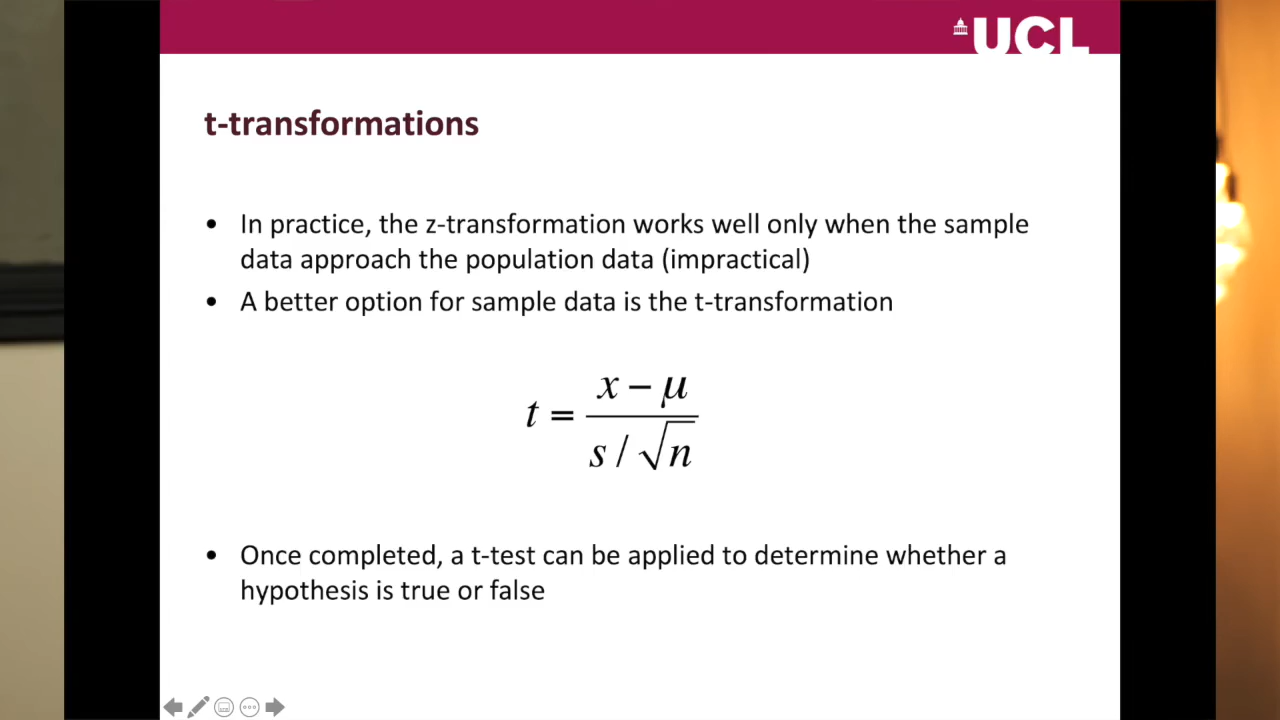 UCL
t-transformations
• In practice, the z-transformation works well only when the sample
data approach the population data (impractical)
• A better option for sample data is the t-transformation
t = x − μ / s / √n
• Once completed, a t-test can be applied to determine whether a
hypothesis is true or false